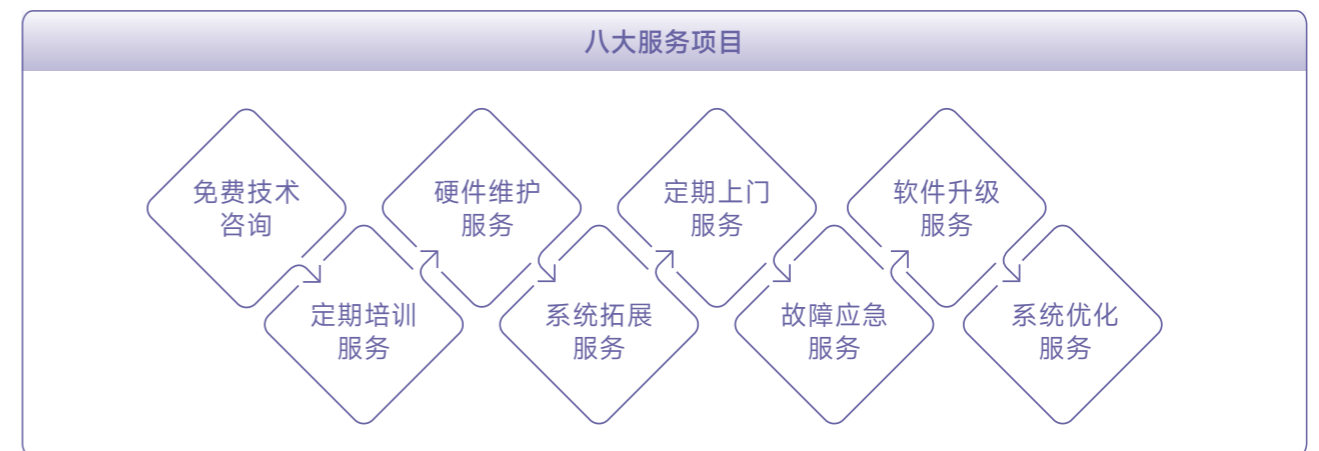 八大服务项目
免费技术
咨询
定期培训
服务
硬件维护
服务
系统拓展
服务
定期上门
服务
故障应急
服务
软件升级
服务
系统优化
服务